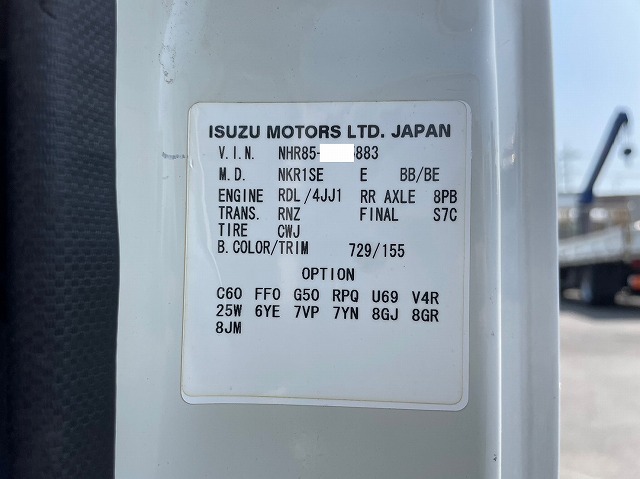 ISUZU MOTORS LTD. JAPAN
V.I.N. NHR85- 883
M.D. NKR1SE E BB/BE
ENGINE RDL/4JJ1 RR AXLE 8PB
TRANS. RNZ FINAL S7C
TIRE CWJ
B.COLOR/TRIM 729/155
OPTION
C60 FF0 G50 RPQ U69 V4R
25W 6YE 7VP 7YN 8GJ 8GR
8JM